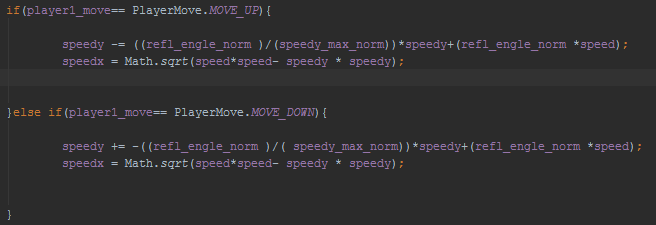 if(player1_move== PlayerMove.MOVE_UP){
speedy -= ((refl_engle_norm )/(speedy_max_norm))*speedy+(refl_engle_norm *speed);
speedx = Math.sqrt(speed*speed- speedy * speedy);
}else if(player1_move== PlayerMove.MOVE_DOWN){
speedy += -((refl_engle_norm )/( speedy_max_norm))*speedy+(refl_engle_norm *speed);
speedx = Math.sqrt(speed*speed- speedy * speedy);
}